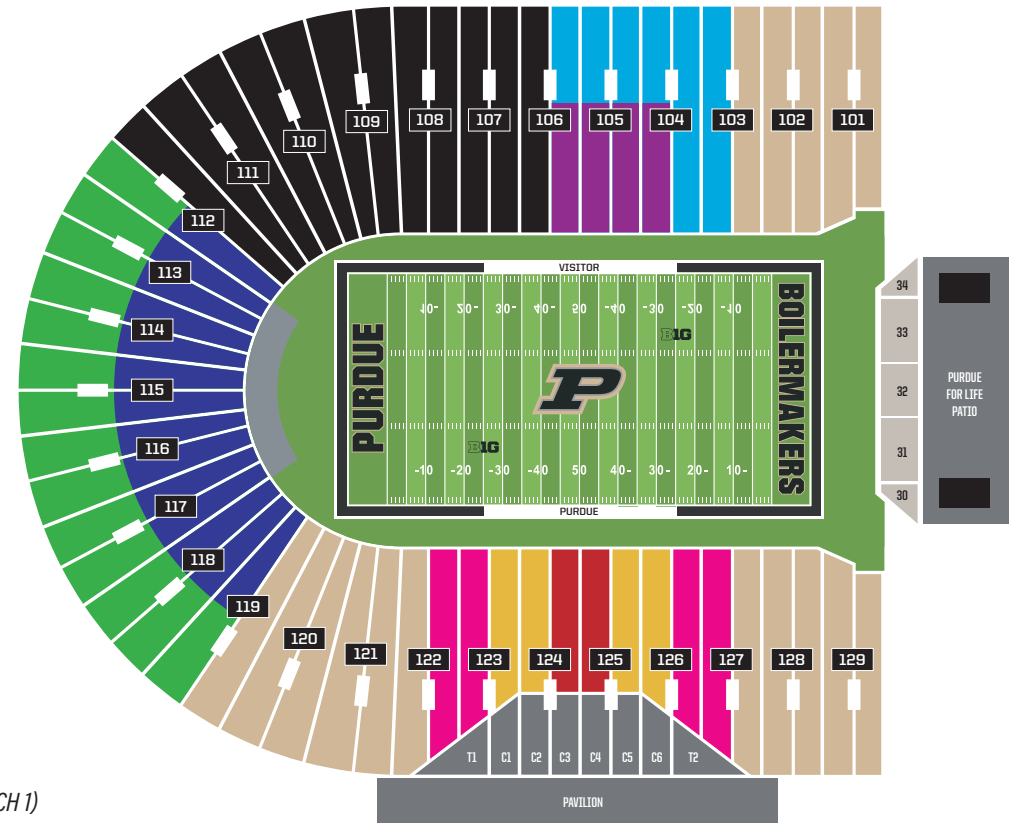 109
108
107
106
105
104
103
102
101
110
111
112
113
114
115
116
117
118
119
120
121
122
123
124
125
126
127
128
129
VISITOR
10-
20-
30-
40-
50
-40
-30
-20
-10
B1G
PURDUE
P
BOILERMAKERS
B1G
-10
-20
-30
-40
50
40-
30-
20-
10-
PURDUE
34
33
32
31
30
PURDUE
FOR LIFE
PATIO
T1
C1
C2
C3
C4
C5
C6
T2
PAVILION
CH 1)